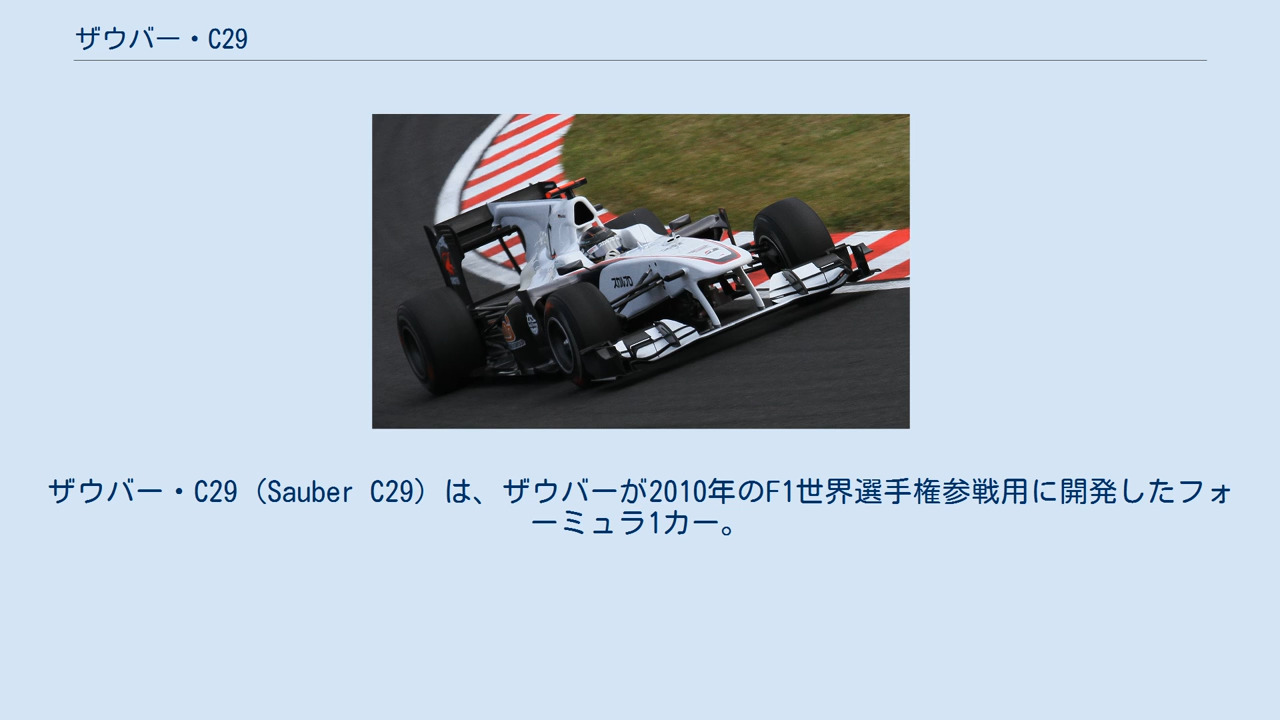 ザウバー・C29
ザウバー・C29（Sauber C29）は、ザウバーが2010年のF1世界選手権参戦用に開発したフォ
ーミュラ1カー。